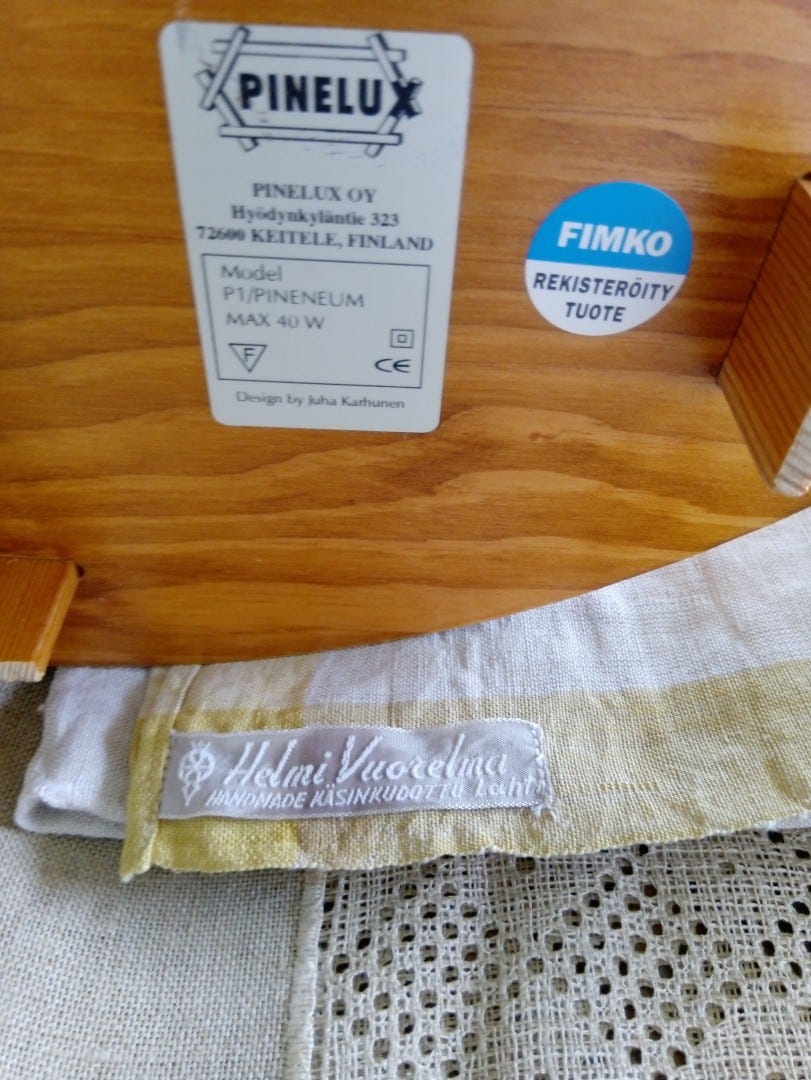 PINELUX
PINELUX OY
Hyödynkyläntie 323
72600 KEITELE, FINLAND
Model
P1/PINENEUM
MAX 40 W
F
CE
Design by Juha Karhunen
FIMKO
REKISTERÖITY
TUOTE
Helmi Vuorelma
HANDMADE KÄSINKUDOTTU Lahti